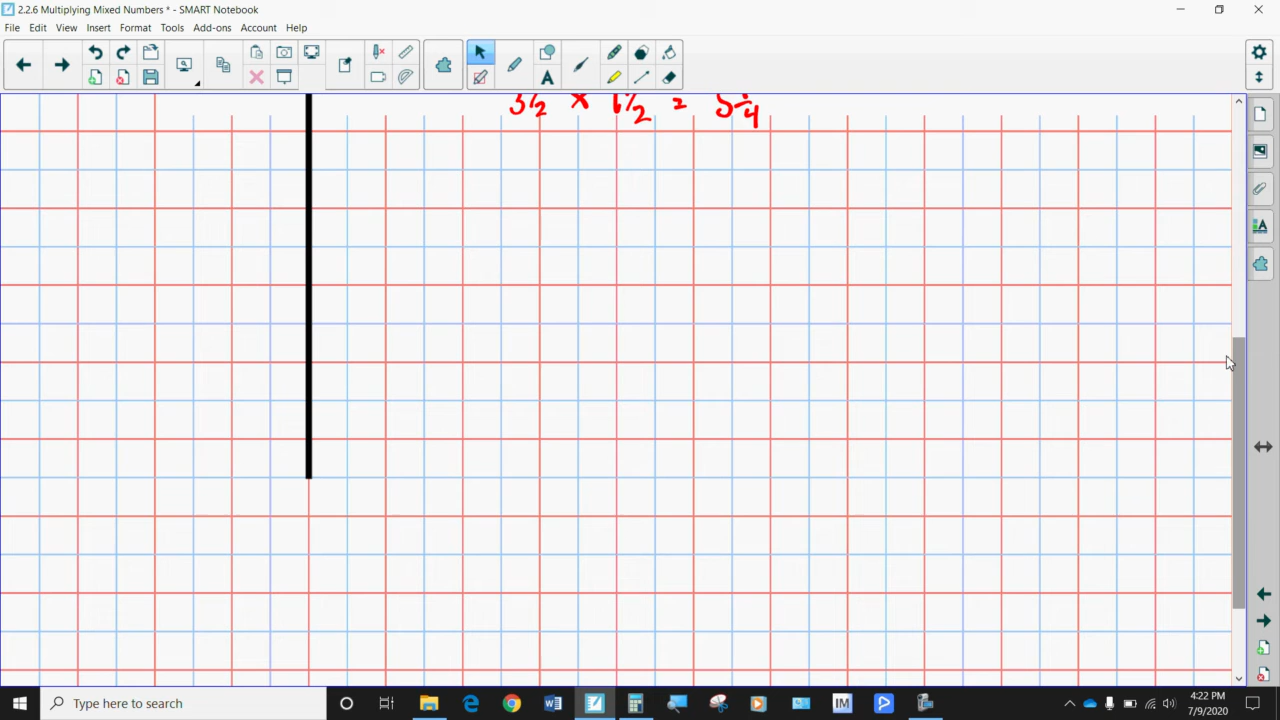 2.2.6 Multiplying Mixed Numbers * - SMART Notebook
File Edit View Insert Format Tools Add-ons Account Help
3½ × 1½ = 5¼
Type here to search
4:22 PM
7/9/2020